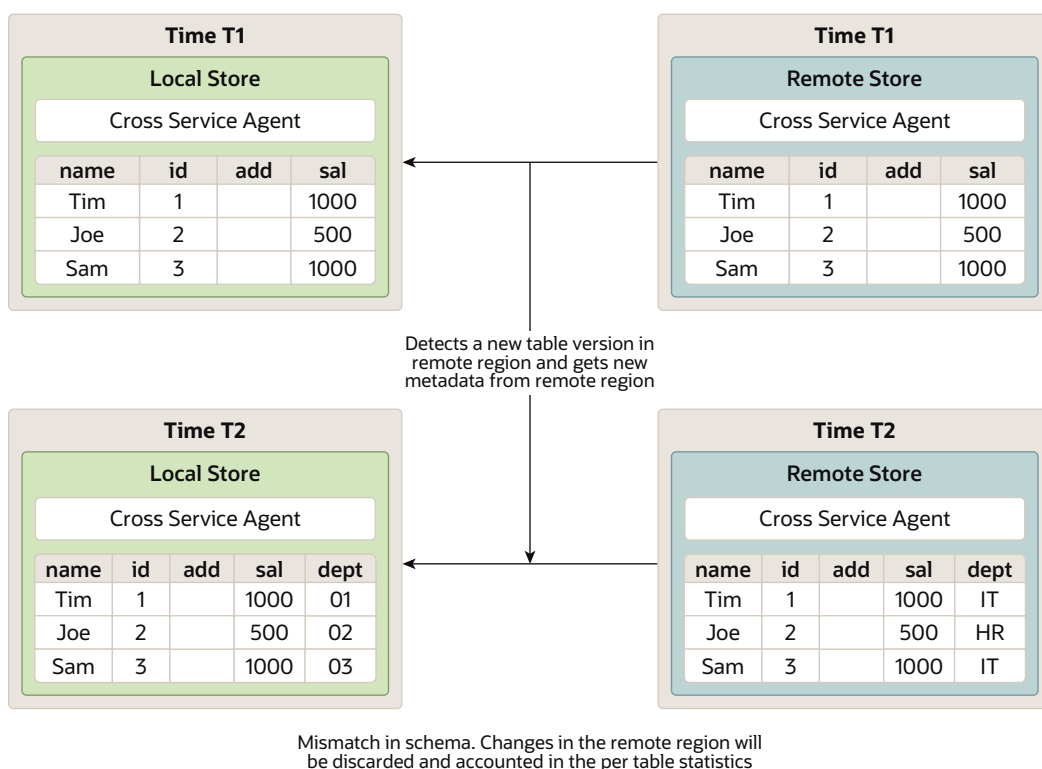 Time T1
Local Store
Cross Service Agent
name id add sal
Tim 1 1000
Joe 2 500
Sam 3 1000
Time T1
Remote Store
Cross Service Agent
name id add sal
Tim 1 1000
Joe 2 500
Sam 3 1000
Detects a new table version in
remote region and gets new
metadata from remote region
Time T2
Local Store
Cross Service Agent
name id add sal dept
Tim 1 1000 01
Joe 2 500 02
Sam 3 1000 03
Time T2
Remote Store
Cross Service Agent
name id add sal dept
Tim 1 1000 IT
Joe 2 500 HR
Sam 3 1000 IT
Mismatch in schema. Changes in the remote region will
be discarded and accounted in the per table statistics